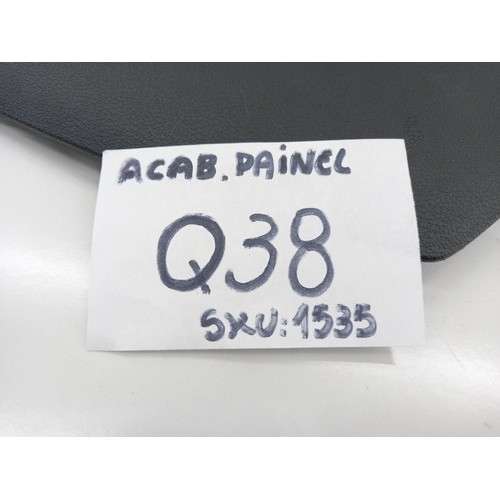 ACAB. PAINEL
Q38
SKU: 1535